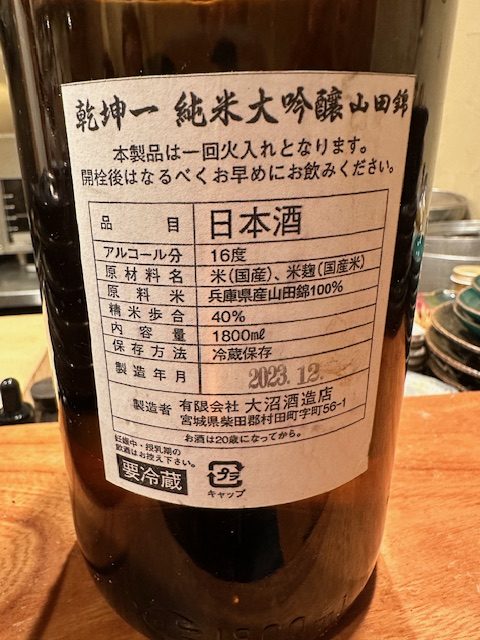 乾坤一 純米大吟醸山田錦
本製品は一回火入れとなります。
開栓後はなるべくお早めにお飲みください。
品目 日本酒
アルコール分 16度
原材料名 米(国産)、米麹(国産米)
原料米 兵庫県産山田錦100%
精米歩合 40%
内容量 1800mℓ
保存方法 冷蔵保存
製造年月 2023.12.
製造者 有限会社 大沼酒造店
宮城県柴田郡村田町字町56-1
お酒は20歳になってから。
妊娠中・授乳期の
飲酒はお控え下さい。
要冷蔵
プラ
キャップ